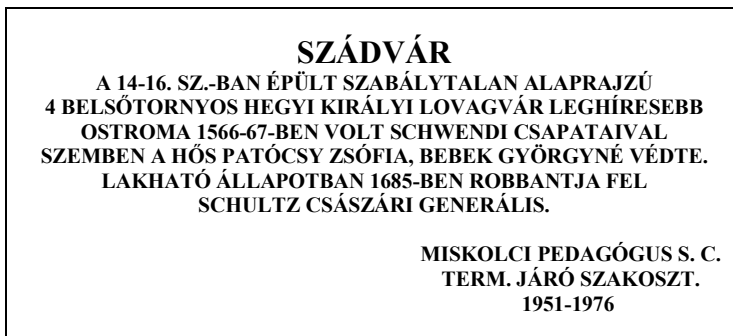 SZÁDVÁR
A 14-16. SZ.-BAN ÉPÜLT SZABÁLYTALAN ALAPRAJZÚ
4 BELSŐTORNYOS HEGYI KIRÁLYI LOVAGVÁR LEGHÍRESEBB
OSTROMA 1566-67-BEN VOLT SCHWENDI CSAPATAIVAL
SZEMBEN A HŐS PATÓCSY ZSÓFIA, BEBEK GYÖRGYNÉ VÉDTE.
LAKHATÓ ÁLLAPOTBAN 1685-BEN ROBBANTJA FEL
SCHULTZ CSÁSZÁRI GENERÁLIS.
MISKOLCI PEDAGÓGUS S. C.
TERM. JÁRÓ SZAKOSZT.
1951-1976